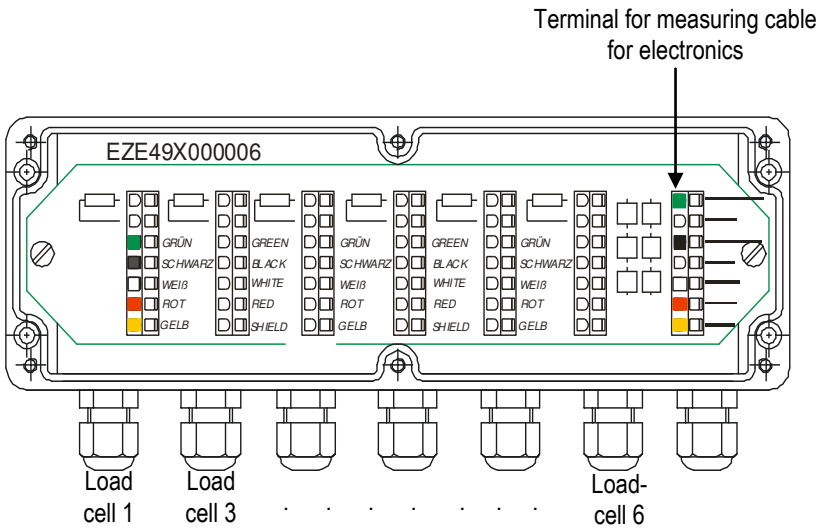 Terminal for measuring cable
for electronics
EZE49X000006
GRÜN GREEN GRÜN GREEN GRÜN
SCHWARZ BLACK SCHWARZ BLACK SCHWARZ
WEIß WHITE WEIß WHITE WEIß
ROT RED ROT RED ROT
GELB SHIELD GELB SHIELD GELB
Load Load Load-
cell 1 cell 3 . . . . . . . cell 6